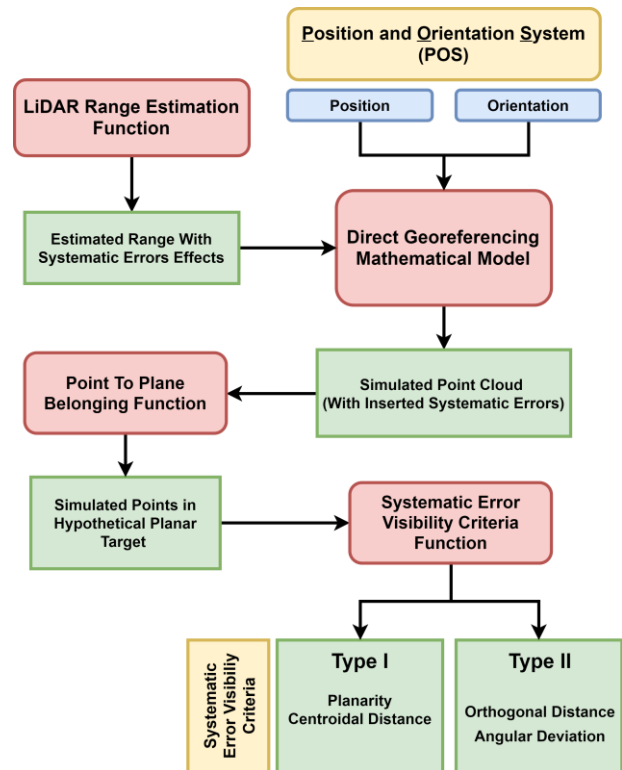 Position and Orientation System
(POS)
LiDAR Range Estimation
Function
Position
Orientation
Estimated Range With
Systematic Errors Effects
Direct Georeferencing
Mathematical Model
Point To Plane
Belonging Function
Simulated Point Cloud
(With Inserted Systematic Errors)
Simulated Points in
Hypothetical Planar
Target
Systematic Error
Visibility Criteria
Function
Systematic
Error Visibiliy
Criteria
Type I
Planarity
Centroidal Distance
Type II
Orthogonal Distance
Angular Deviation